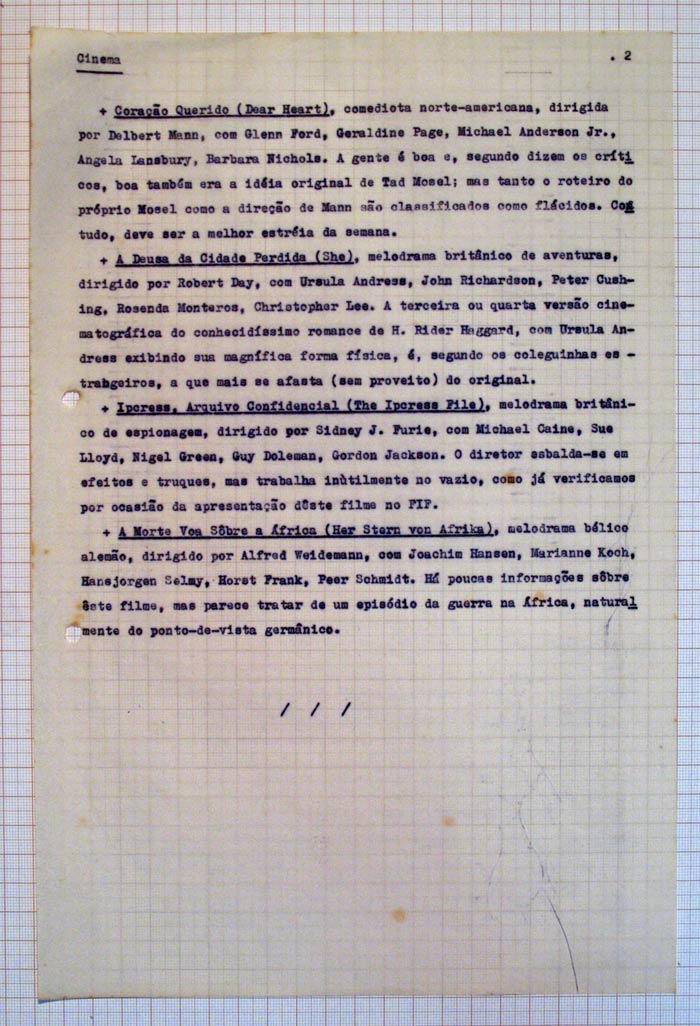 Cinema . 2
+ Coração Querido (Dear Heart), comediota norte-americana, dirigida
por Delbert Mann, com Glenn Ford, Geraldine Page, Michael Anderson Jr.,
Angela Lansbury, Barbara Nichols. A gente é boa e, segundo dizem os críti
cos, boa também era a idéia original de Tad Mosel; mas tanto o roteiro do
próprio Mosel como a direção de Mann são classificados como flácidos. Con
tudo, deve ser a melhor estréia da semana.
+ A Deusa da Cidade Perdida (She), melodrama britânico de aventuras,
dirigido por Robert Day, com Ursula Andress, John Richardson, Peter Cush-
ing, Rosenda Monteros, Christopher Lee. A terceira ou quarta versão cine-
matográfica do conhecidíssimo romance de H. Rider Haggard, com Ursula An-
dress exibindo sua magnífica forma física, é, segundo os coleguinhas es -
trangeiros, a que mais se afasta (sem proveito) do original.
+ Ipcress, Arquivo Confidencial (The Ipcress File), melodrama britâni-
co de espionagem, dirigido por Sidney J. Furie, com Michael Caine, Sue
Lloyd, Nigel Green, Guy Doleman, Gordon Jackson. O diretor esbalda-se em
efeitos e truques, mas trabalha inùtilmente no vazio, como já verificamos
por ocasião da apresentação dêste filme no FIF.
+ A Morte Voa Sôbre a África (Her Stern von Afrika), melodrama bélico
alemão, dirigido por Alfred Weidemann, com Joachim Hansen, Marianne Koch,
Hansjorgen Selmy, Horst Frank, Peer Schmidt. Há poucas informações sôbre
êste filme, mas parece tratar de um episódio da guerra na África, natural
mente do ponto-de-vista germânico.
/ / /